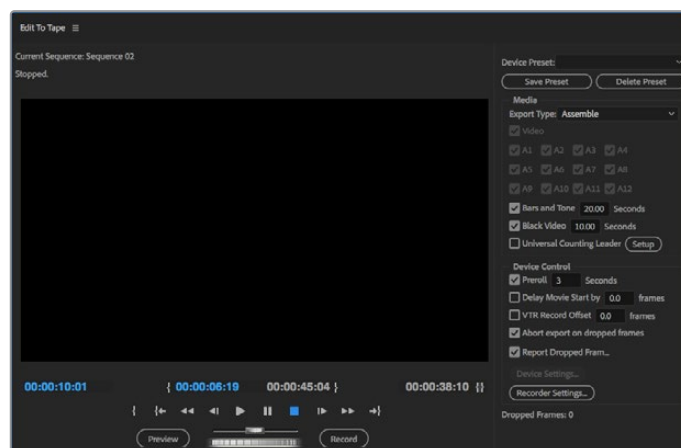 Edit To Tape
Current Sequence: Sequence 02
Stopped.
00:00:10:01
{ 00:00:06:19
00:00:45:04 }
00:00:38:10 {}
Preview
Record
Device Preset:
Save Preset
Delete Preset
Media
Export Type: Assemble
Video
A1 A2 A3 A4
A5 A6 A7 A8
A9 A10 A11 A12
Bars and Tone 20.00 Seconds
Black Video 10.00 Seconds
Universal Counting Leader Setup
Device Control
Preroll 3 Seconds
Delay Movie Start by 0.0 frames
VTR Record Offset 0.0 frames
Abort export on dropped frames
Report Dropped Fram...
Device Settings...
Recorder Settings...
Dropped Frames: 0